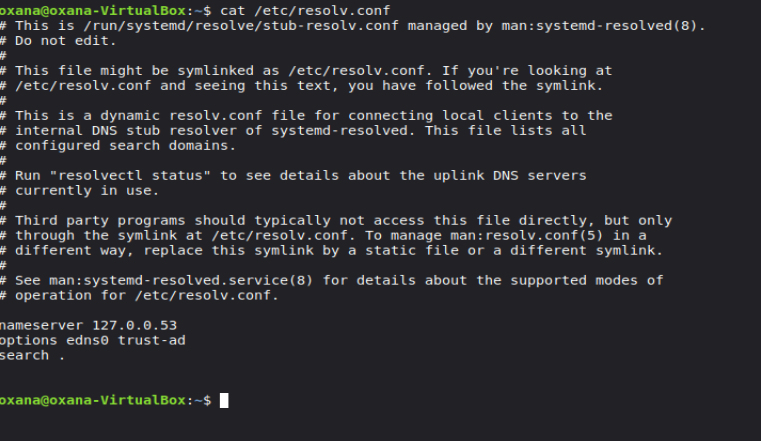 oxana@oxana-VirtualBox:~$ cat /etc/resolv.conf
# This is /run/systemd/resolve/stub-resolv.conf managed by man:systemd-resolved(8).
# Do not edit.
#
# This file might be symlinked as /etc/resolv.conf. If you're looking at
# /etc/resolv.conf and seeing this text, you have followed the symlink.
#
# This is a dynamic resolv.conf file for connecting local clients to the
# internal DNS stub resolver of systemd-resolved. This file lists all
# configured search domains.
#
# Run "resolvectl status" to see details about the uplink DNS servers
# currently in use.
#
# Third party programs should typically not access this file directly, but only
# through the symlink at /etc/resolv.conf. To manage man:resolv.conf(5) in a
# different way, replace this symlink by a static file or a different symlink.
#
# See man:systemd-resolved.service(8) for details about the supported modes of
# operation for /etc/resolv.conf.
nameserver 127.0.0.53
options edns0 trust-ad
search .
oxana@oxana-VirtualBox:~$